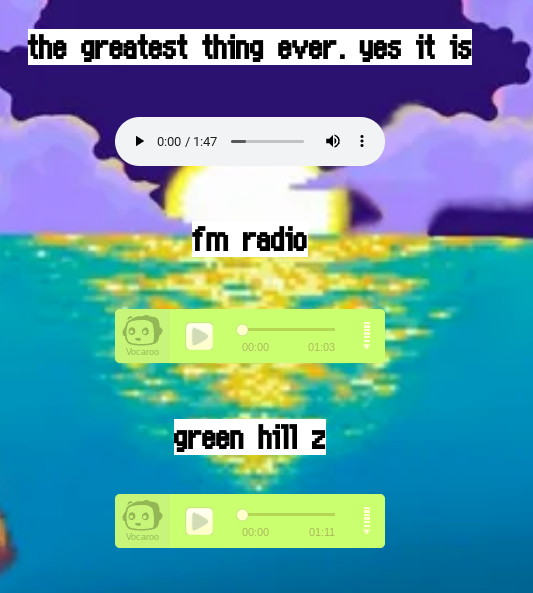 the greatest thing ever. yes it is
0:00 / 1:47
fm radio
Vocaroo
00:00 01:03
green hill z
Vocaroo
00:00 01:11